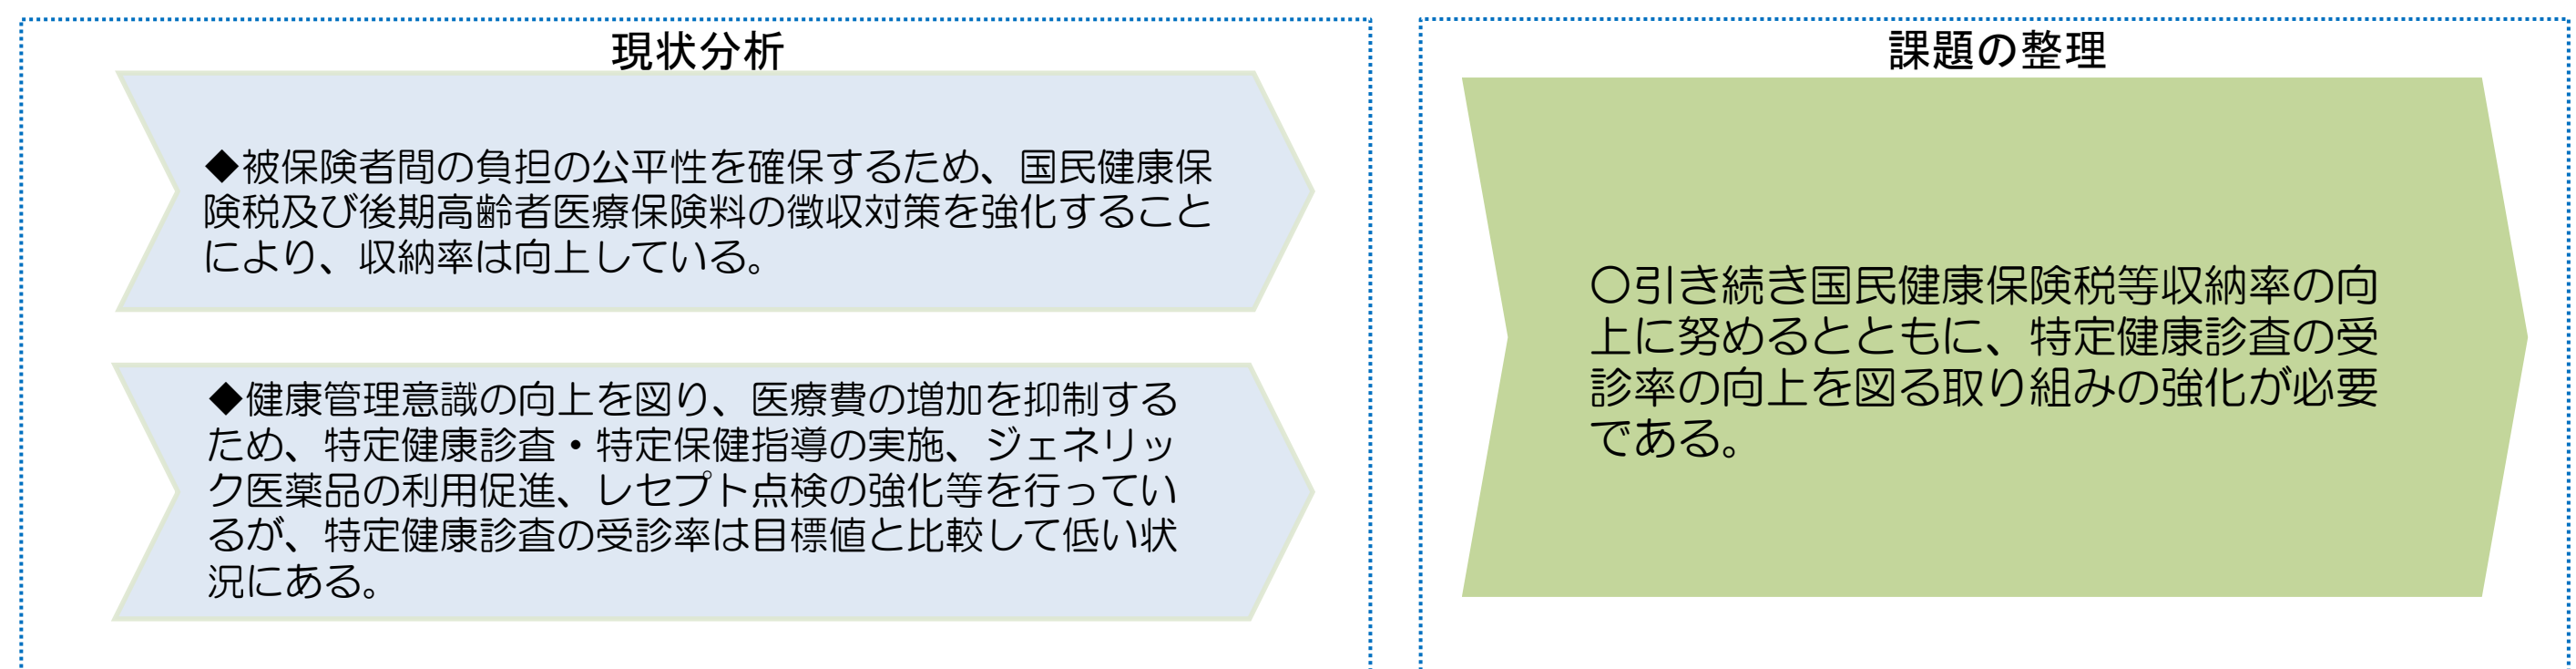 現状分析
◆被保険者間の負担の公平性を確保するため、国民健康保
険税及び後期高齢者医療保険料の徴収対策を強化すること
により、収納率は向上している。
◆健康管理意識の向上を図り、医療費の増加を抑制する
ため、特定健康診査・特定保健指導の実施、ジェネリッ
ク医薬品の利用促進、レセプト点検の強化等を行ってい
るが、特定健康診査の受診率は目標値と比較して低い状
況にある。
課題の整理
〇引き続き国民健康保険税等収納率の向
上に努めるとともに、特定健康診査の受
診率の向上を図る取り組みの強化が必要
である。